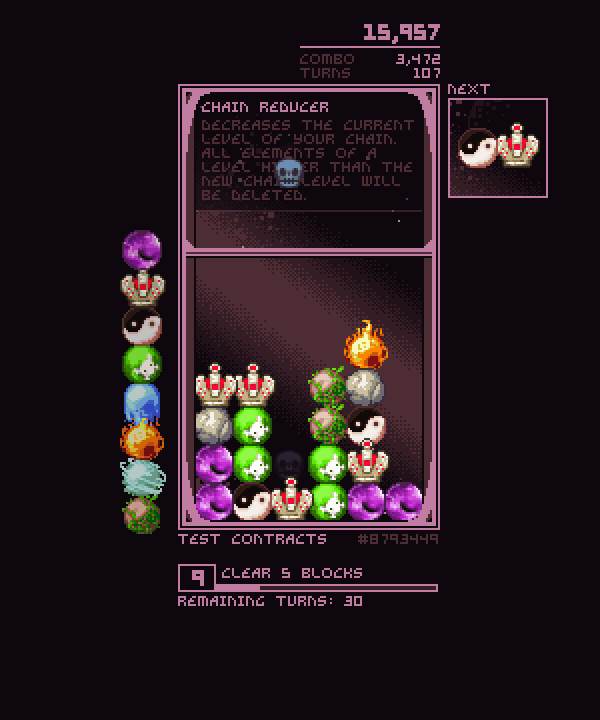 15,957
COMBO 3,472
TURNS 107
NEXT
CHAIN REDUCER
DECREASES THE CURRENT
LEVEL OF YOUR CHAIN.
ALL ELEMENTS OF A
LEVEL THAN THE
NEW LEVEL WILL
BE DELETED.
TEST CONTRACTS #8793449
9 CLEAR 5 BLOCKS
REMAINING TURNS: 30